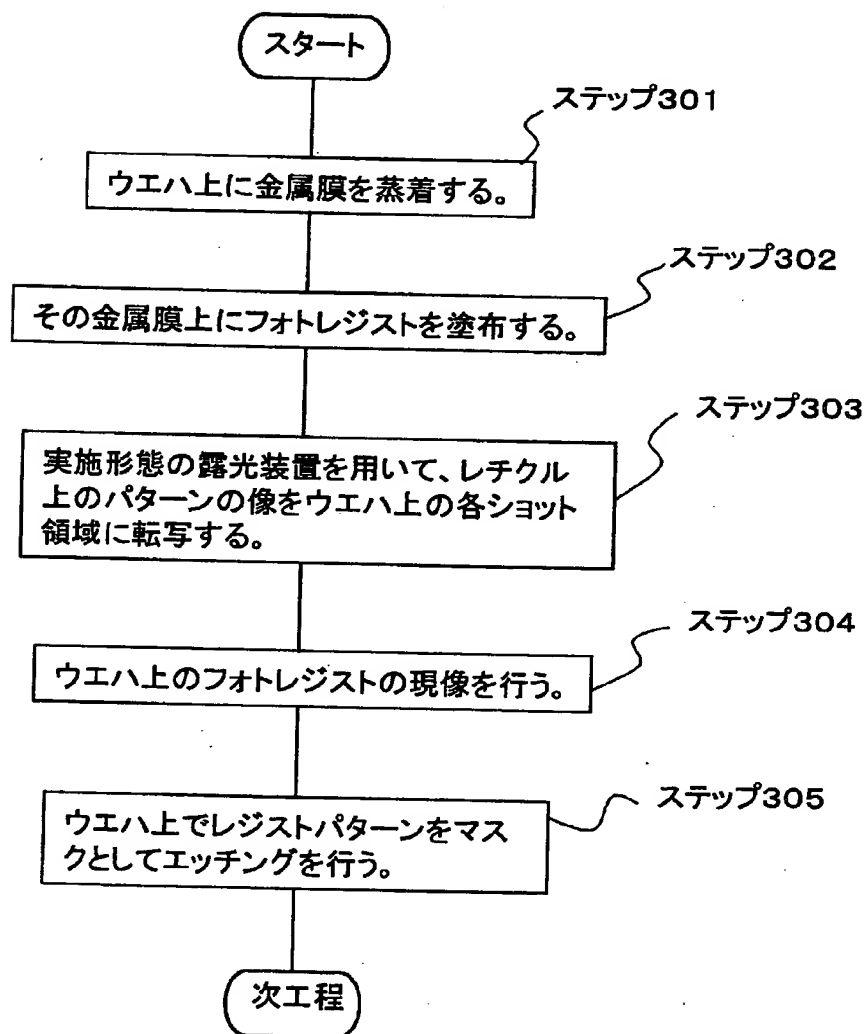 スタート
ステップ301
ウエハ上に金属膜を蒸着する。
ステップ302
その金属膜上にフォトレジストを塗布する。
ステップ303
実施形態の露光装置を用いて、レチクル
上のパターンの像をウエハ上の各ショット
領域に転写する。
ステップ304
ウエハ上のフォトレジストの現像を行う。
ステップ305
ウエハ上でレジストパターンをマス
クとしてエッチングを行う。
次工程